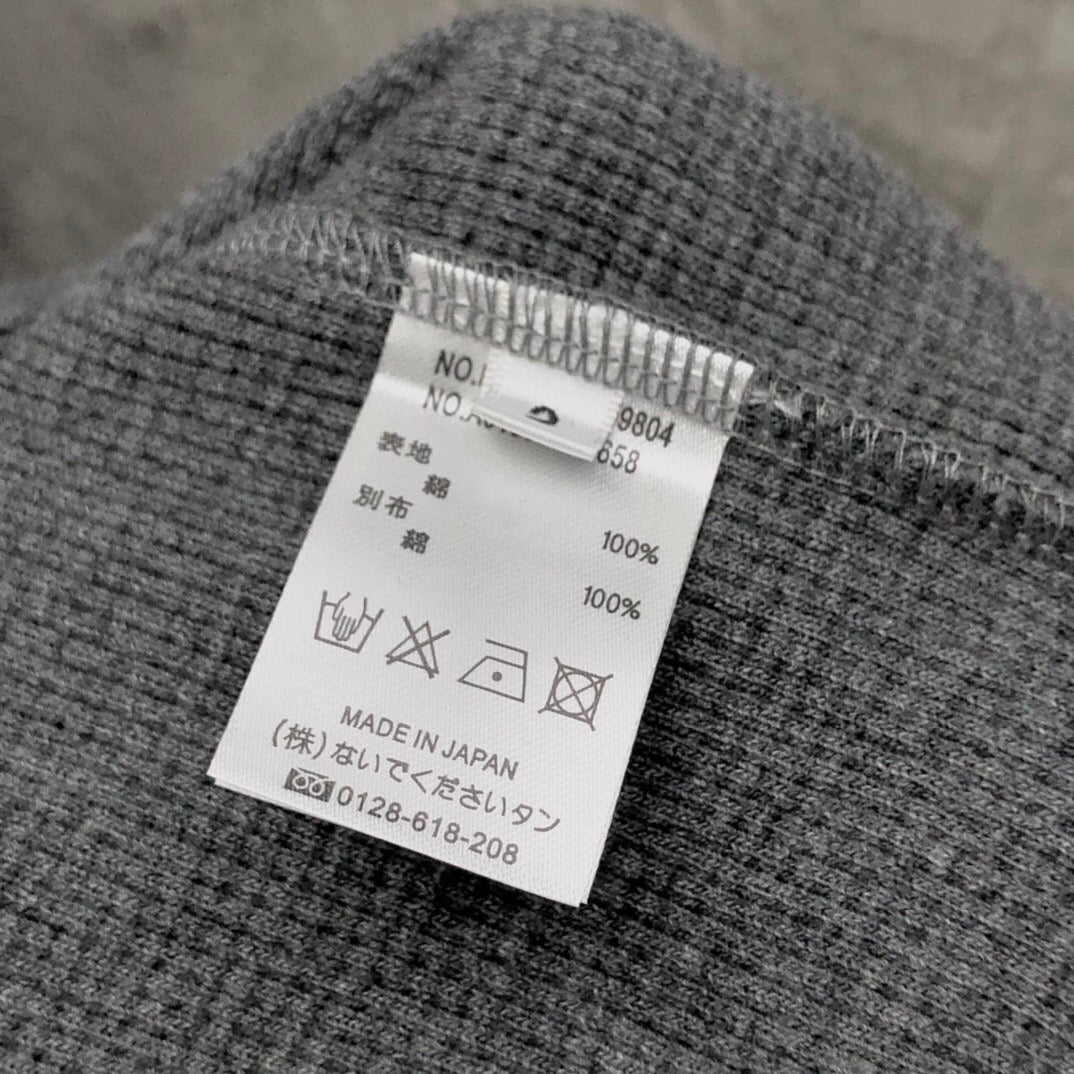 NO. 9804
NO. 658
表地
綿 100%
別布
綿 100%
MADE IN JAPAN
(株)ないでくださいタン
0128-618-208